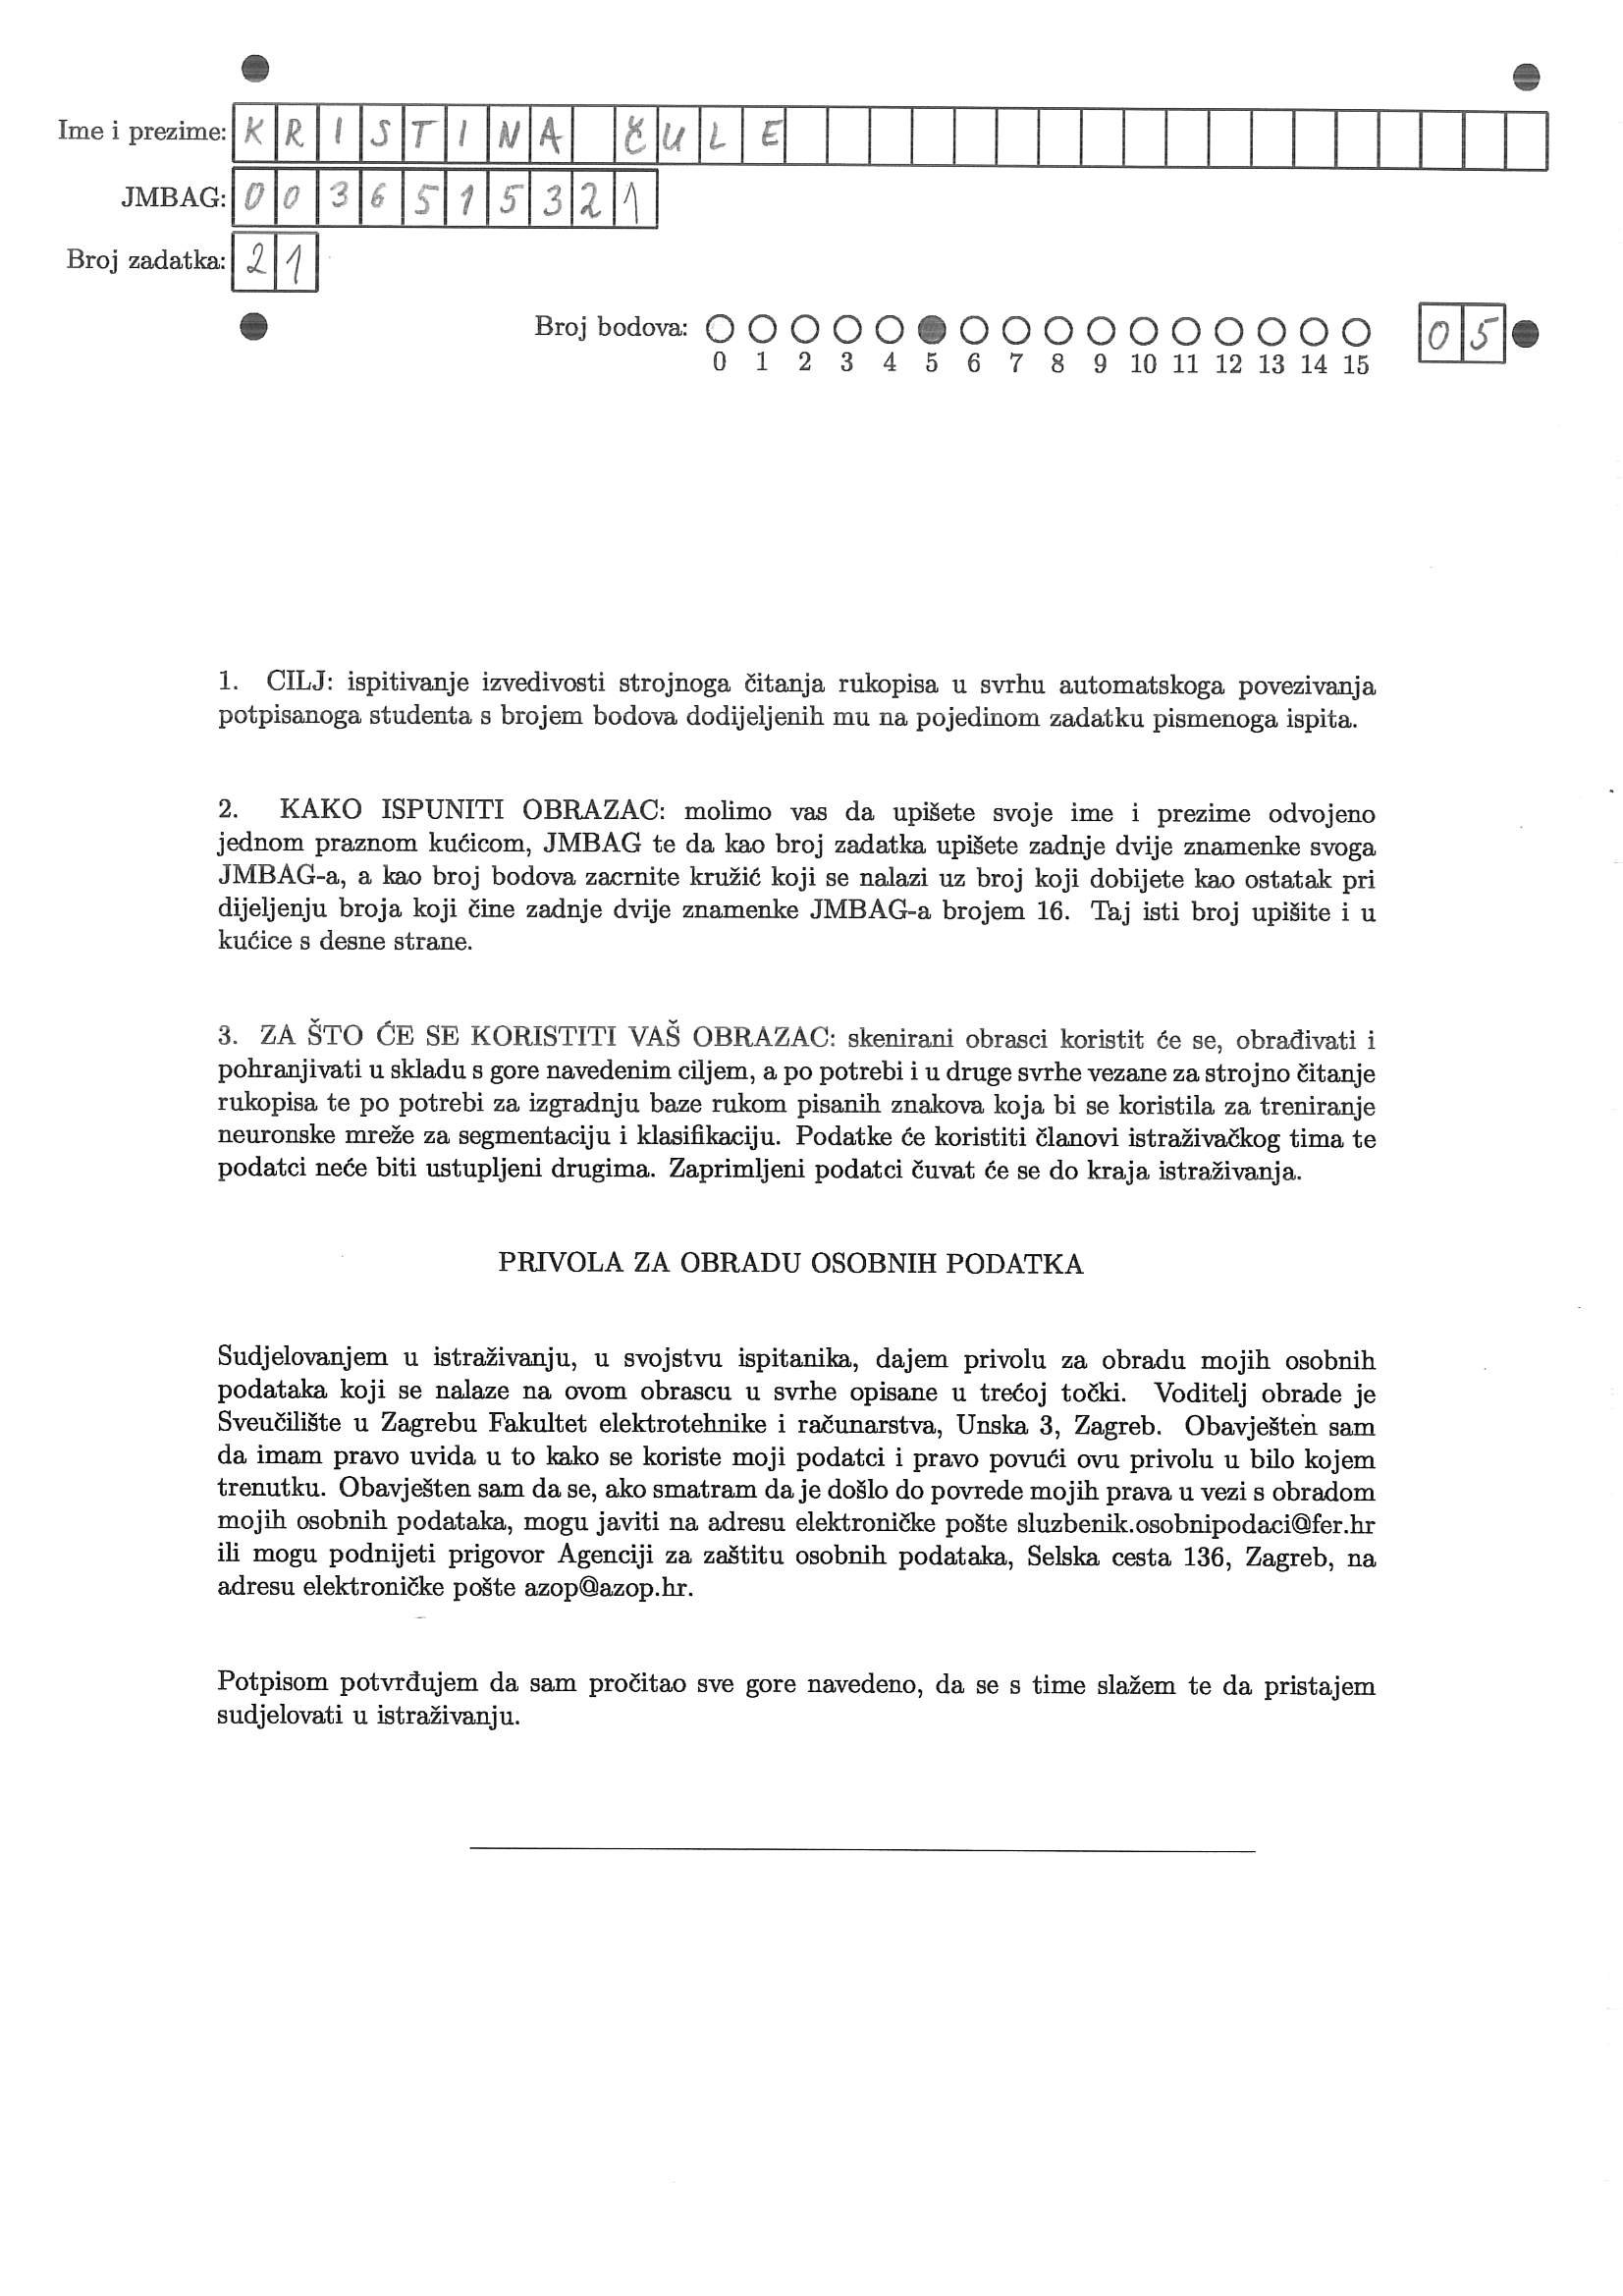 Ime i prezime: KRISTINA ČULE
JMBAG: 0036515321
Broj zadatka: 21
Broj bodova: 05
0 1 2 3 4 5 6 7 8 9 10 11 12 13 14 15
1. CILJ: ispitivanje izvedivosti strojnoga čitanja rukopisa u svrhu automatskoga povezivanja
potpisanoga studenta s brojem bodova dodijeljenih mu na pojedinom zadatku pismenoga ispita.
2. KAKO ISPUNITI OBRAZAC: molimo vas da upišete svoje ime i prezime odvojeno
jednom praznom kućicom, JMBAG te da kao broj zadatka upišete zadnje dvije znamenke svoga
JMBAG-a, a kao broj bodova zacrnite kružić koji se nalazi uz broj koji dobijete kao ostatak pri
dijeljenju broja koji čine zadnje dvije znamenke JMBAG-a brojem 16. Taj isti broj upišite i u
kućice s desne strane.
3. ZA ŠTO ĆE SE KORISTITI VAŠ OBRAZAC: skenirani obrasci koristit će se, obrađivati i
pohranjivati u skladu s gore navedenim ciljem, a po potrebi i u druge svrhe vezane za strojno čitanje
rukopisa te po potrebi za izgradnju baze rukom pisanih znakova koja bi se koristila za treniranje
neuronske mreže za segmentaciju i klasifikaciju. Podatke će koristiti članovi istraživačkog tima te
podatci neće biti ustupljeni drugima. Zaprimljeni podatci čuvat će se do kraja istraživanja.
PRIVOLA ZA OBRADU OSOBNIH PODATKA
Sudjelovanjem u istraživanju, u svojstvu ispitanika, dajem privolu za obradu mojih osobnih
podataka koji se nalaze na ovom obrascu u svrhe opisane u trećoj točki. Voditelj obrade je
Sveučilište u Zagrebu Fakultet elektrotehnike i računarstva, Unska 3, Zagreb. Obavješten sam
da imam pravo uvida u to kako se koriste moji podatci i pravo povući ovu privolu u bilo kojem
trenutku. Obavješten sam da se, ako smatram da je došlo do povrede mojih prava u vezi s obradom
mojih osobnih podataka, mogu javiti na adresu elektroničke pošte sluzbenik.osobnipodaci@fer.hr
ili mogu podnijeti prigovor Agenciji za zaštitu osobnih podataka, Selska cesta 136, Zagreb, na
adresu elektroničke pošte azop@azop.hr.
Potpisom potvrđujem da sam pročitao sve gore navedeno, da se s time slažem te da pristajem
sudjelovati u istraživanju.